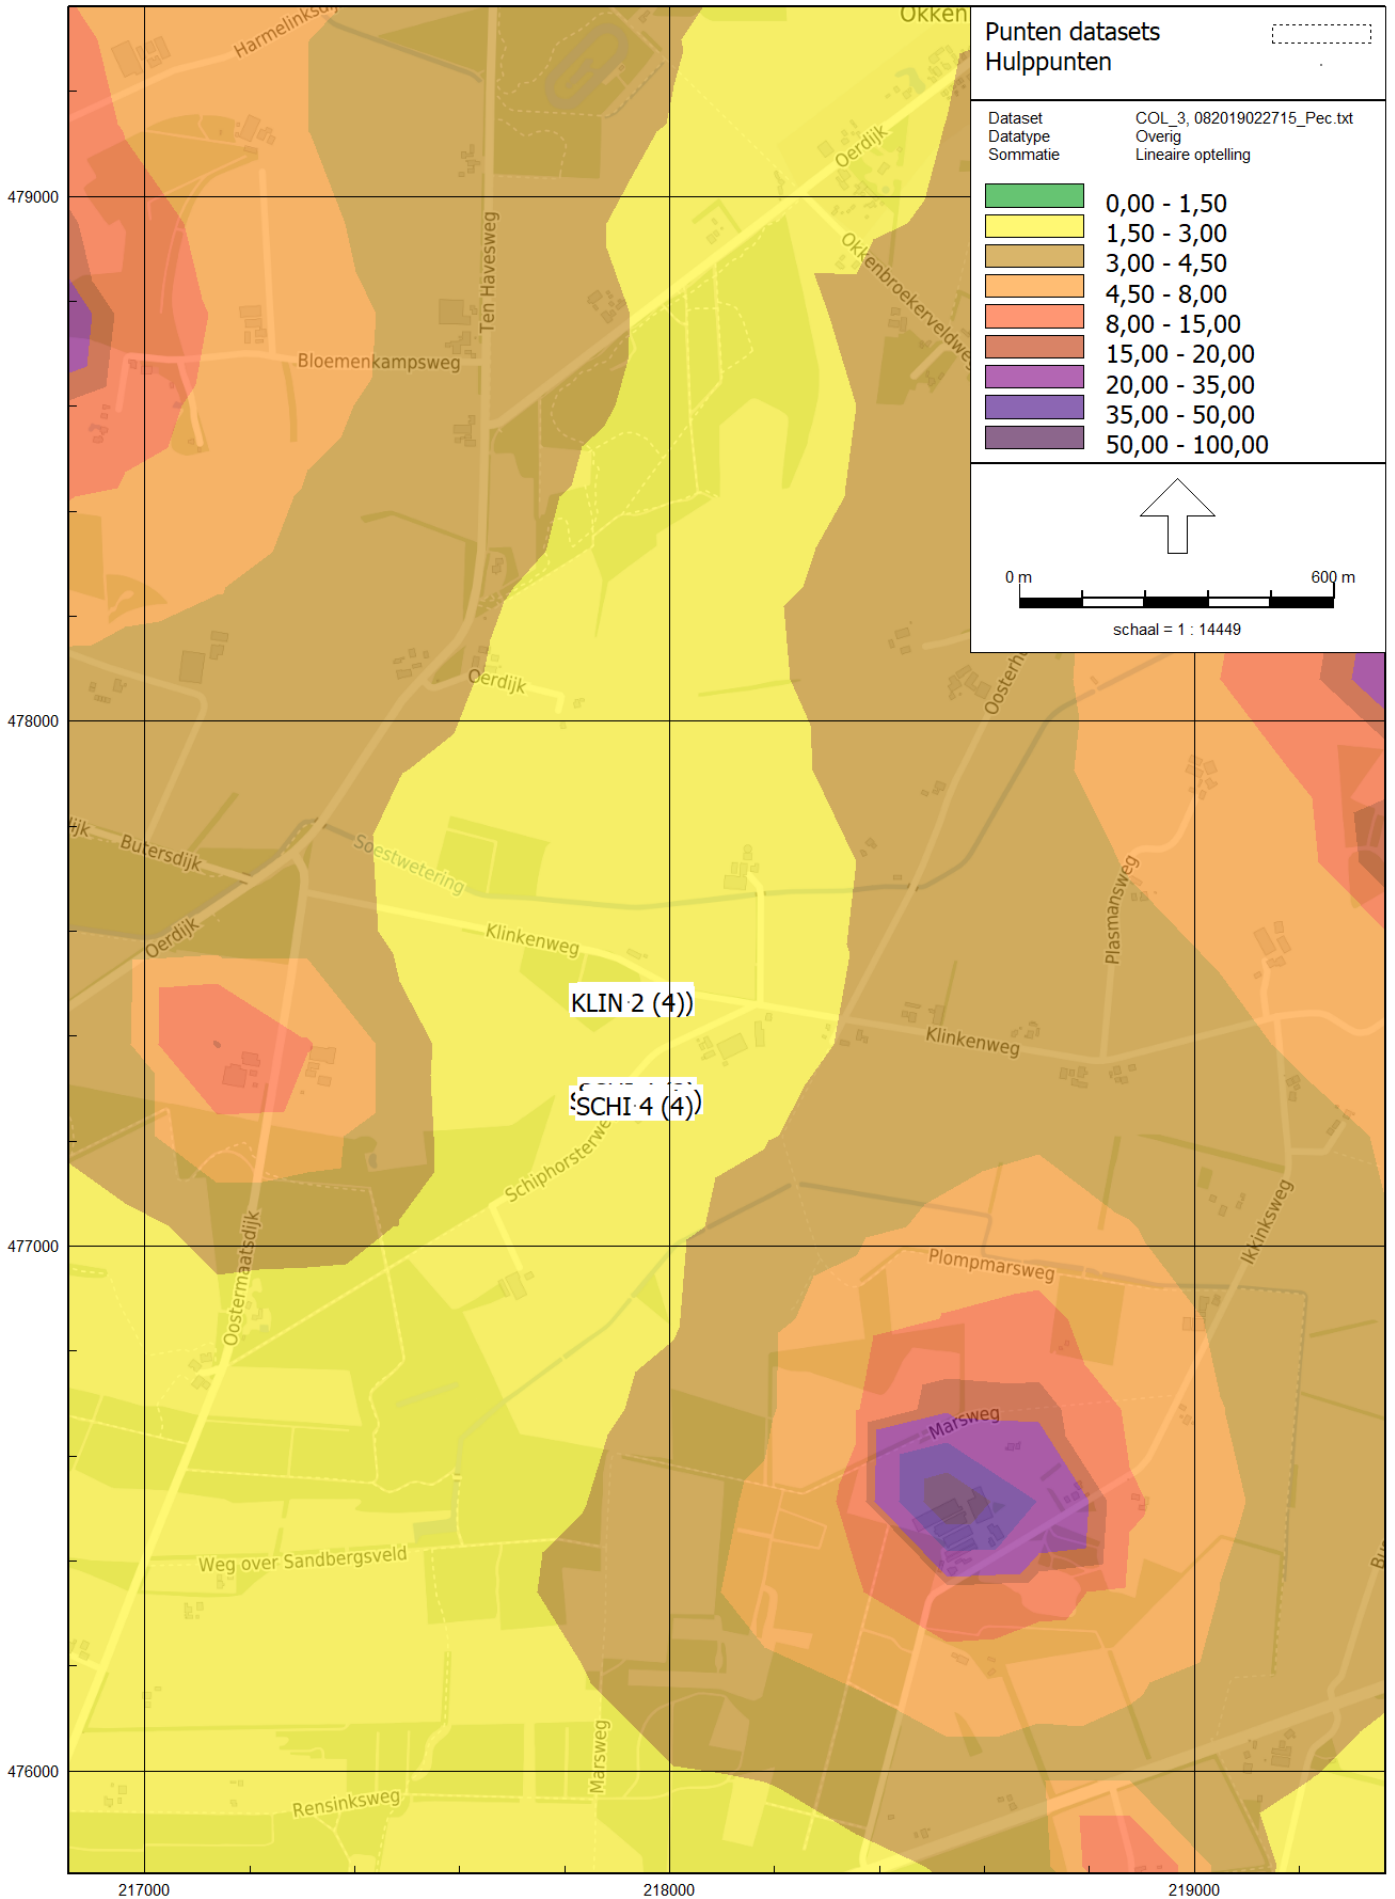 Punten datasets
Hulppunten
Dataset COL_3, 082019022715_Pec.txt
Datatype Overig
Sommatie Lineaire optelling
0,00 - 1,50
1,50 - 3,00
3,00 - 4,50
4,50 - 8,00
8,00 - 15,00
15,00 - 20,00
20,00 - 35,00
35,00 - 50,00
50,00 - 100,00
0 m 600 m
schaal = 1 : 14449
Okken
Oerdijk
479000
Ten Havesweg
Okkenbroekerveldweg
Bloemenkampsweg
Oerdijk
478000
Butersdijk
Soestwetering
Plasmansweg
Oerdijk
Klinkenweg
KLIN 2 (4))
Klinkenweg
SCHI 4 (4))
Ikkinksweg
477000
Oostermaatsdijk
Plompmarsweg
Marsweg
Weg over Sandbergsveld
Marsweg
476000
Rensinksweg
217000 218000 219000